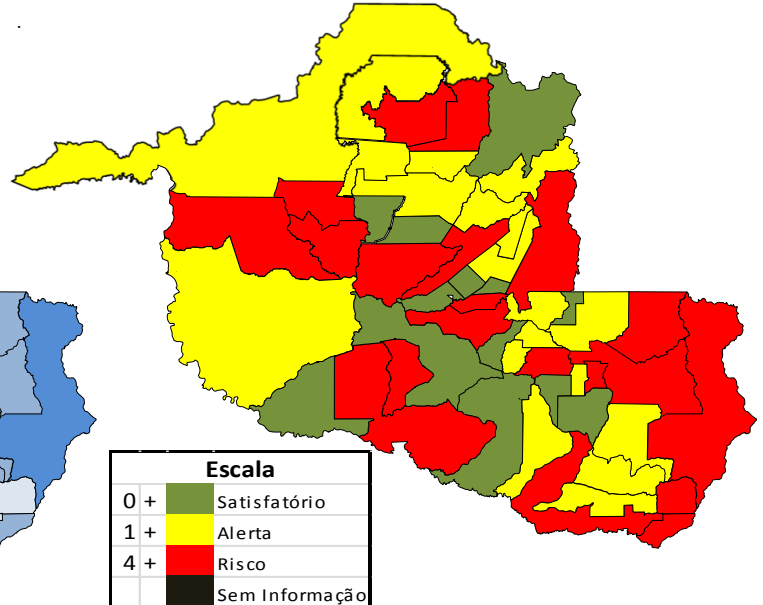 Escala
0 + Satisfatório
1 + Alerta
4 + Risco
Sem Informação